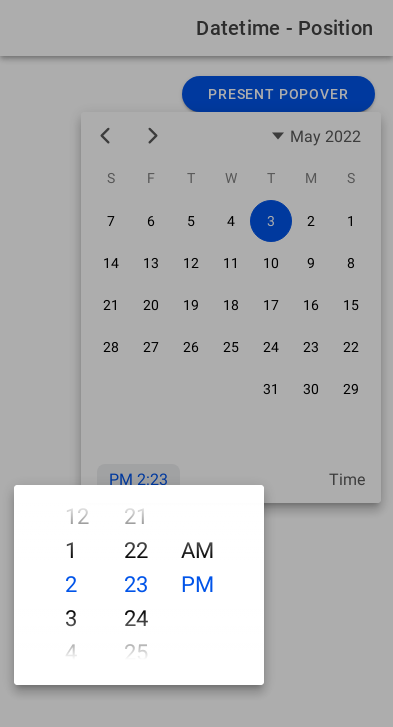 Datetime - Position
PRESENT POPOVER
May 2022
S F T W T M S
7 6 5 4 3 2 1
14 13 12 11 10 9 8
21 20 19 18 17 16 15
28 27 26 25 24 23 22
31 30 29
PM 2:23 Time
12 21
1 22 AM
2 23 PM
3 24
4 25